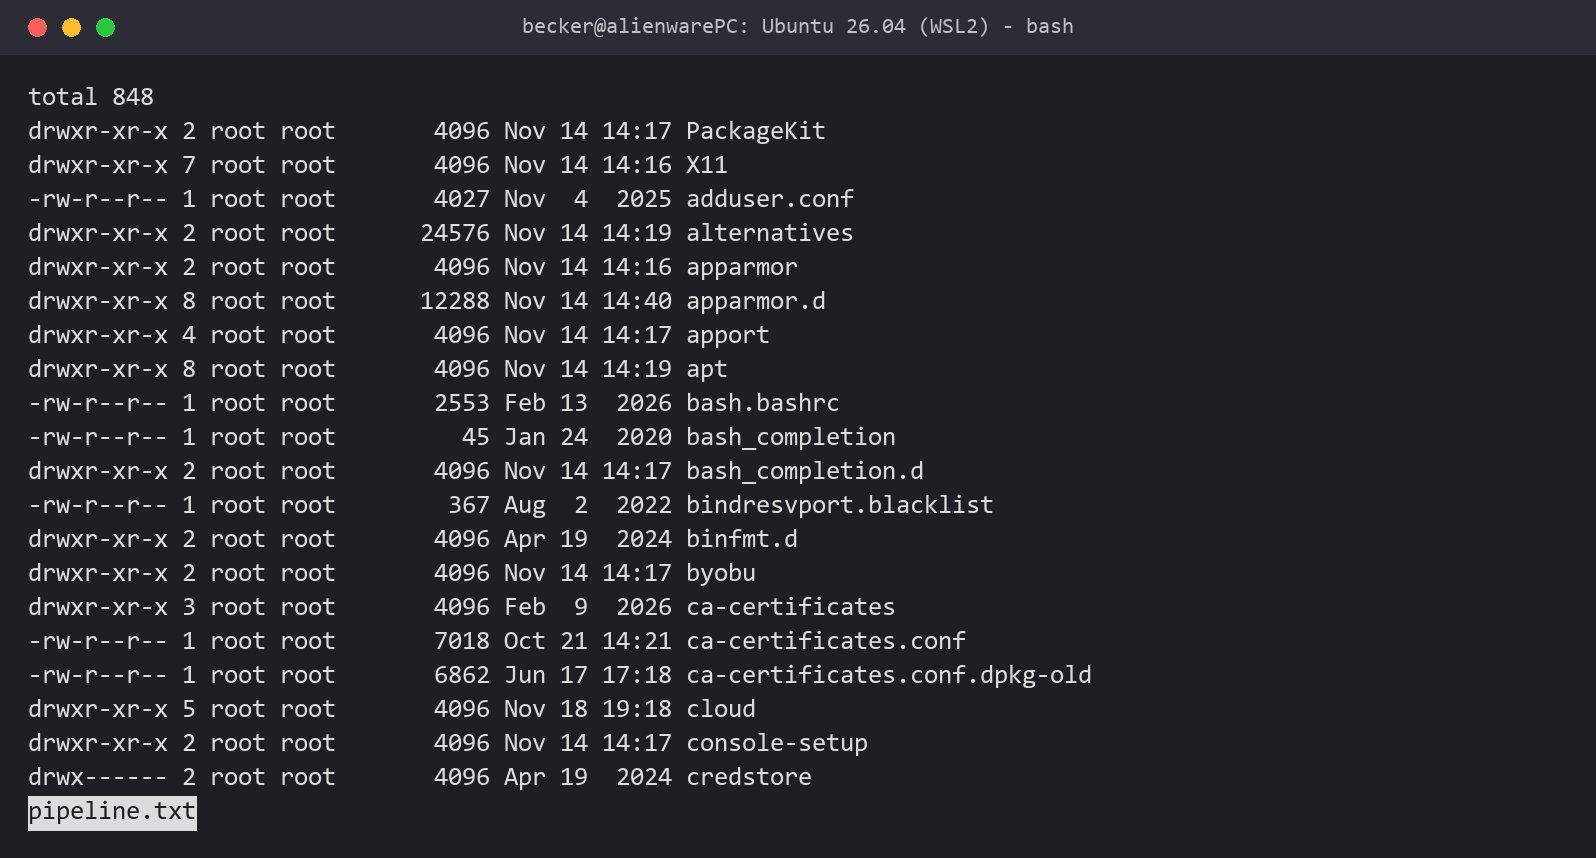 becker@alienwarePC: Ubuntu 26.04 (WSL2) - bash
total 848
drwxr-xr-x 2 root root       4096 Nov 14 14:17 PackageKit
drwxr-xr-x 7 root root       4096 Nov 14 14:16 X11
-rw-r--r-- 1 root root       4027 Nov  4  2025 adduser.conf
drwxr-xr-x 2 root root      24576 Nov 14 14:19 alternatives
drwxr-xr-x 2 root root       4096 Nov 14 14:16 apparmor
drwxr-xr-x 8 root root      12288 Nov 14 14:40 apparmor.d
drwxr-xr-x 4 root root       4096 Nov 14 14:17 apport
drwxr-xr-x 8 root root       4096 Nov 14 14:19 apt
-rw-r--r-- 1 root root       2553 Feb 13  2026 bash.bashrc
-rw-r--r-- 1 root root         45 Jan 24  2020 bash_completion
drwxr-xr-x 2 root root       4096 Nov 14 14:17 bash_completion.d
-rw-r--r-- 1 root root        367 Aug  2  2022 bindresvport.blacklist
drwxr-xr-x 2 root root       4096 Apr 19  2024 binfmt.d
drwxr-xr-x 2 root root       4096 Nov 14 14:17 byobu
drwxr-xr-x 3 root root       4096 Feb  9  2026 ca-certificates
-rw-r--r-- 1 root root       7018 Oct 21 14:21 ca-certificates.conf
-rw-r--r-- 1 root root       6862 Jun 17 17:18 ca-certificates.conf.dpkg-old
drwxr-xr-x 5 root root       4096 Nov 18 19:18 cloud
drwxr-xr-x 2 root root       4096 Nov 14 14:17 console-setup
drwx------ 2 root root       4096 Apr 19  2024 credstore
pipeline.txt